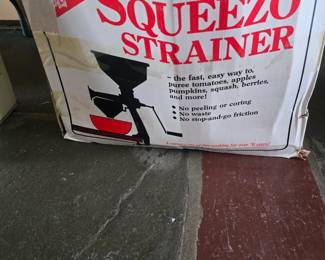 SQUEEZO
STRAINER
- the fast, easy way to
puree tomatoes, apples
pumpkins, squash, berries,
and more!
• No peeling or coring
• No waste
• No stop-and-go friction